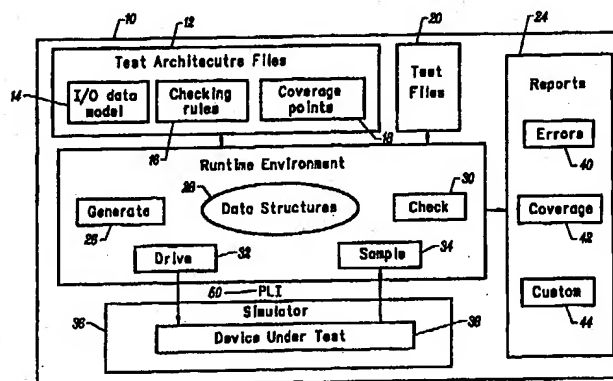 10
12
20
24
Test Architecutre Files
14
I/O data model
Checking rules
Coverage points
16
18
Test Files
Reports
Errors
40
Coverage
42
Custom
44
Runtime Environment
28
Data Structures
30
Generate
26
Check
Drive
32
Sample
34
60
PLI
36
Simulator
Device Under Test
38